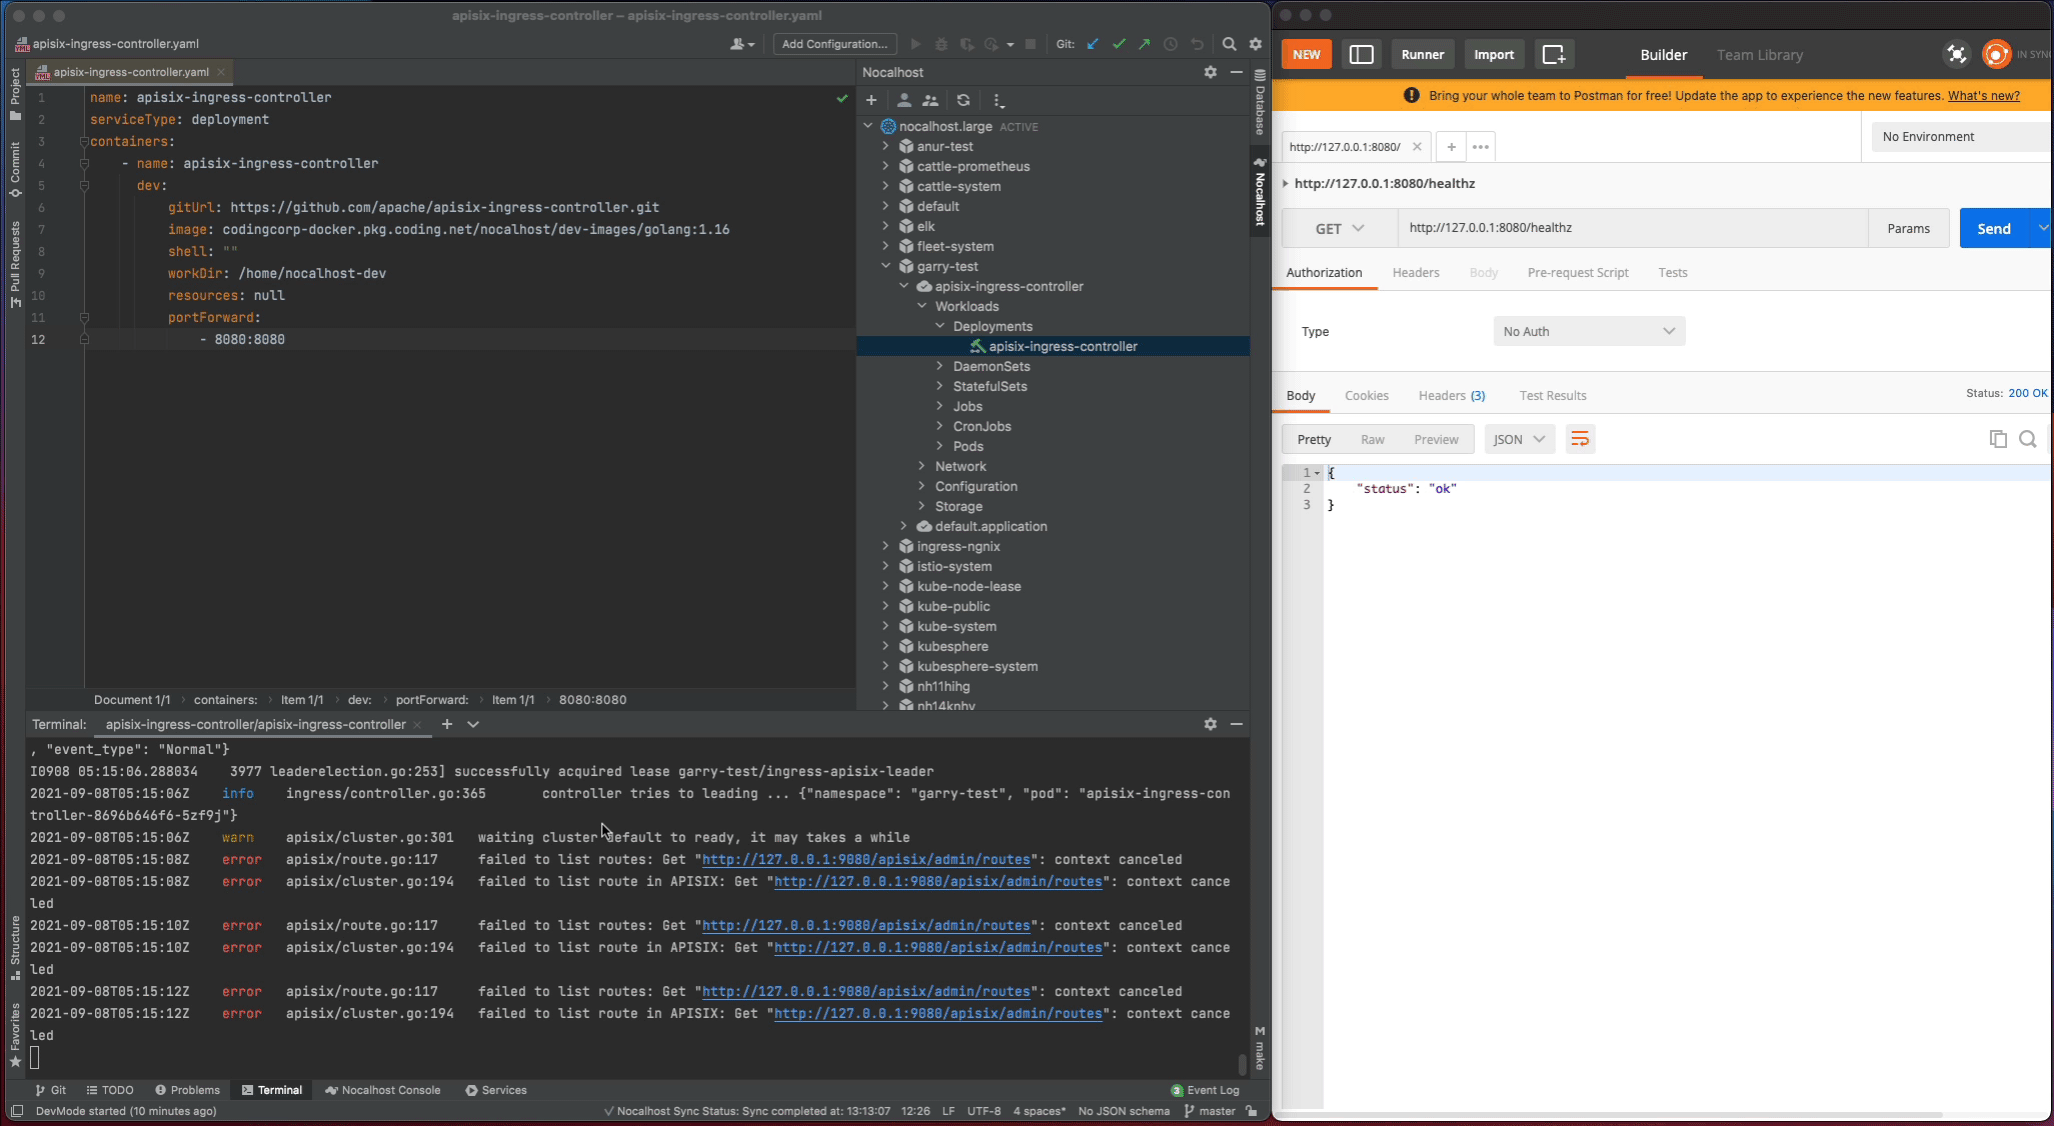 apisix-ingress-controller – apisix-ingress-controller.yaml
apisix-ingress-controller.yaml
Add Configuration...
Git:
Project
Commit
Pull Requests
Structure
Favorites
apisix-ingress-controller.yaml
1 name: apisix-ingress-controller
2 serviceType: deployment
3 containers:
4 - name: apisix-ingress-controller
5 dev:
6 gitUrl: https://github.com/apache/apisix-ingress-controller.git
7 image: codingcorp-docker.pkg.coding.net/nocalhost/dev-images/golang:1.16
8 shell: ""
9 workDir: /home/nocalhost-dev
10 resources: null
11 portForward:
12 - 8080:8080
Document 1/1 containers: Item 1/1 dev: portForward: Item 1/1 8080:8080
Nocalhost
nocalhost.large ACTIVE
anur-test
cattle-prometheus
cattle-system
default
elk
fleet-system
garry-test
apisix-ingress-controller
Workloads
Deployments
apisix-ingress-controller
DaemonSets
StatefulSets
Jobs
CronJobs
Pods
Network
Configuration
Storage
default.application
ingress-ngnix
istio-system
kube-node-lease
kube-public
kube-system
kubesphere
kubesphere-system
nh11hihg
nh14knhv
Database
Nocalhost
make
Terminal: apisix-ingress-controller/apisix-ingress-controller
, "event_type": "Normal"}
I0908 05:15:06.288034 3977 leaderelection.go:253] successfully acquired lease garry-test/ingress-apisix-leader
2021-09-08T05:15:06Z info ingress/controller.go:365 controller tries to leading ... {"namespace": "garry-test", "pod": "apisix-ingress-con
troller-8696b646f6-5zf9j"}
2021-09-08T05:15:06Z warn apisix/cluster.go:301 waiting cluster default to ready, it may takes a while
2021-09-08T05:15:08Z error apisix/route.go:117 failed to list routes: Get "http://127.0.0.1:9080/apisix/admin/routes": context canceled
2021-09-08T05:15:08Z error apisix/cluster.go:194 failed to list route in APISIX: Get "http://127.0.0.1:9080/apisix/admin/routes": context cance
led
2021-09-08T05:15:10Z error apisix/route.go:117 failed to list routes: Get "http://127.0.0.1:9080/apisix/admin/routes": context canceled
2021-09-08T05:15:10Z error apisix/cluster.go:194 failed to list route in APISIX: Get "http://127.0.0.1:9080/apisix/admin/routes": context cance
led
2021-09-08T05:15:12Z error apisix/route.go:117 failed to list routes: Get "http://127.0.0.1:9080/apisix/admin/routes": context canceled
2021-09-08T05:15:12Z error apisix/cluster.go:194 failed to list route in APISIX: Get "http://127.0.0.1:9080/apisix/admin/routes": context cance
led
Git TODO Problems Terminal Nocalhost Console Services 3 Event Log
DevMode started (10 minutes ago) Nocalhost Sync Status: Sync completed at: 13:13:07 12:26 LF UTF-8 4 spaces* No JSON schema master
NEW Runner Import Builder Team Library IN SYNC
Bring your whole team to Postman for free! Update the app to experience the new features. What's new?
http://127.0.0.1:8080/ No Environment
http://127.0.0.1:8080/healthz
GET http://127.0.0.1:8080/healthz Params Send
Authorization Headers Body Pre-request Script Tests
Type No Auth
Body Cookies Headers (3) Test Results Status: 200 OK
Pretty Raw Preview JSON
1 {
2 "status": "ok"
3 }